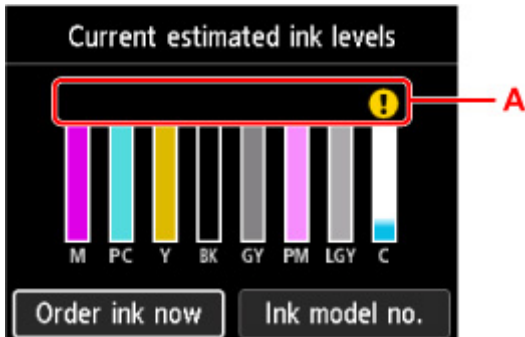 Current estimated ink levels
A
M PC Y BK GY PM LGY C
Order ink now Ink model no.